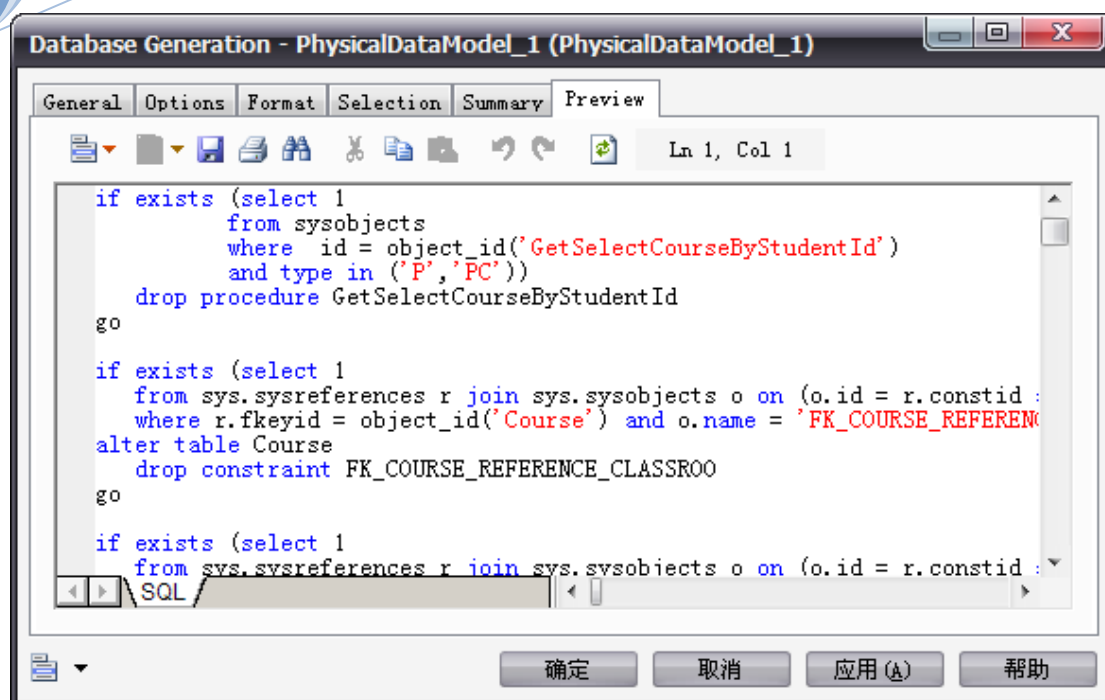 Database Generation - PhysicalDataModel_1 (PhysicalDataModel_1)
General Options Format Selection Summary Preview
Ln 1, Col 1
if exists (select 1
from sysobjects
where id = object_id('GetSelectCourseByStudentId')
and type in ('P','PC'))
drop procedure GetSelectCourseByStudentId
go
if exists (select 1
from sys.sysreferences r join sys.sysobjects o on (o.id = r.constid
where r.fkeyid = object_id('Course') and o.name = 'FK_COURSE_REFEREN
alter table Course
drop constraint FK_COURSE_REFERENCE_CLASSROO
go
if exists (select 1
from sys.sysreferences r join sys.sysobjects o on (o.id = r.constid
SQL
确定 取消 应用(A) 帮助